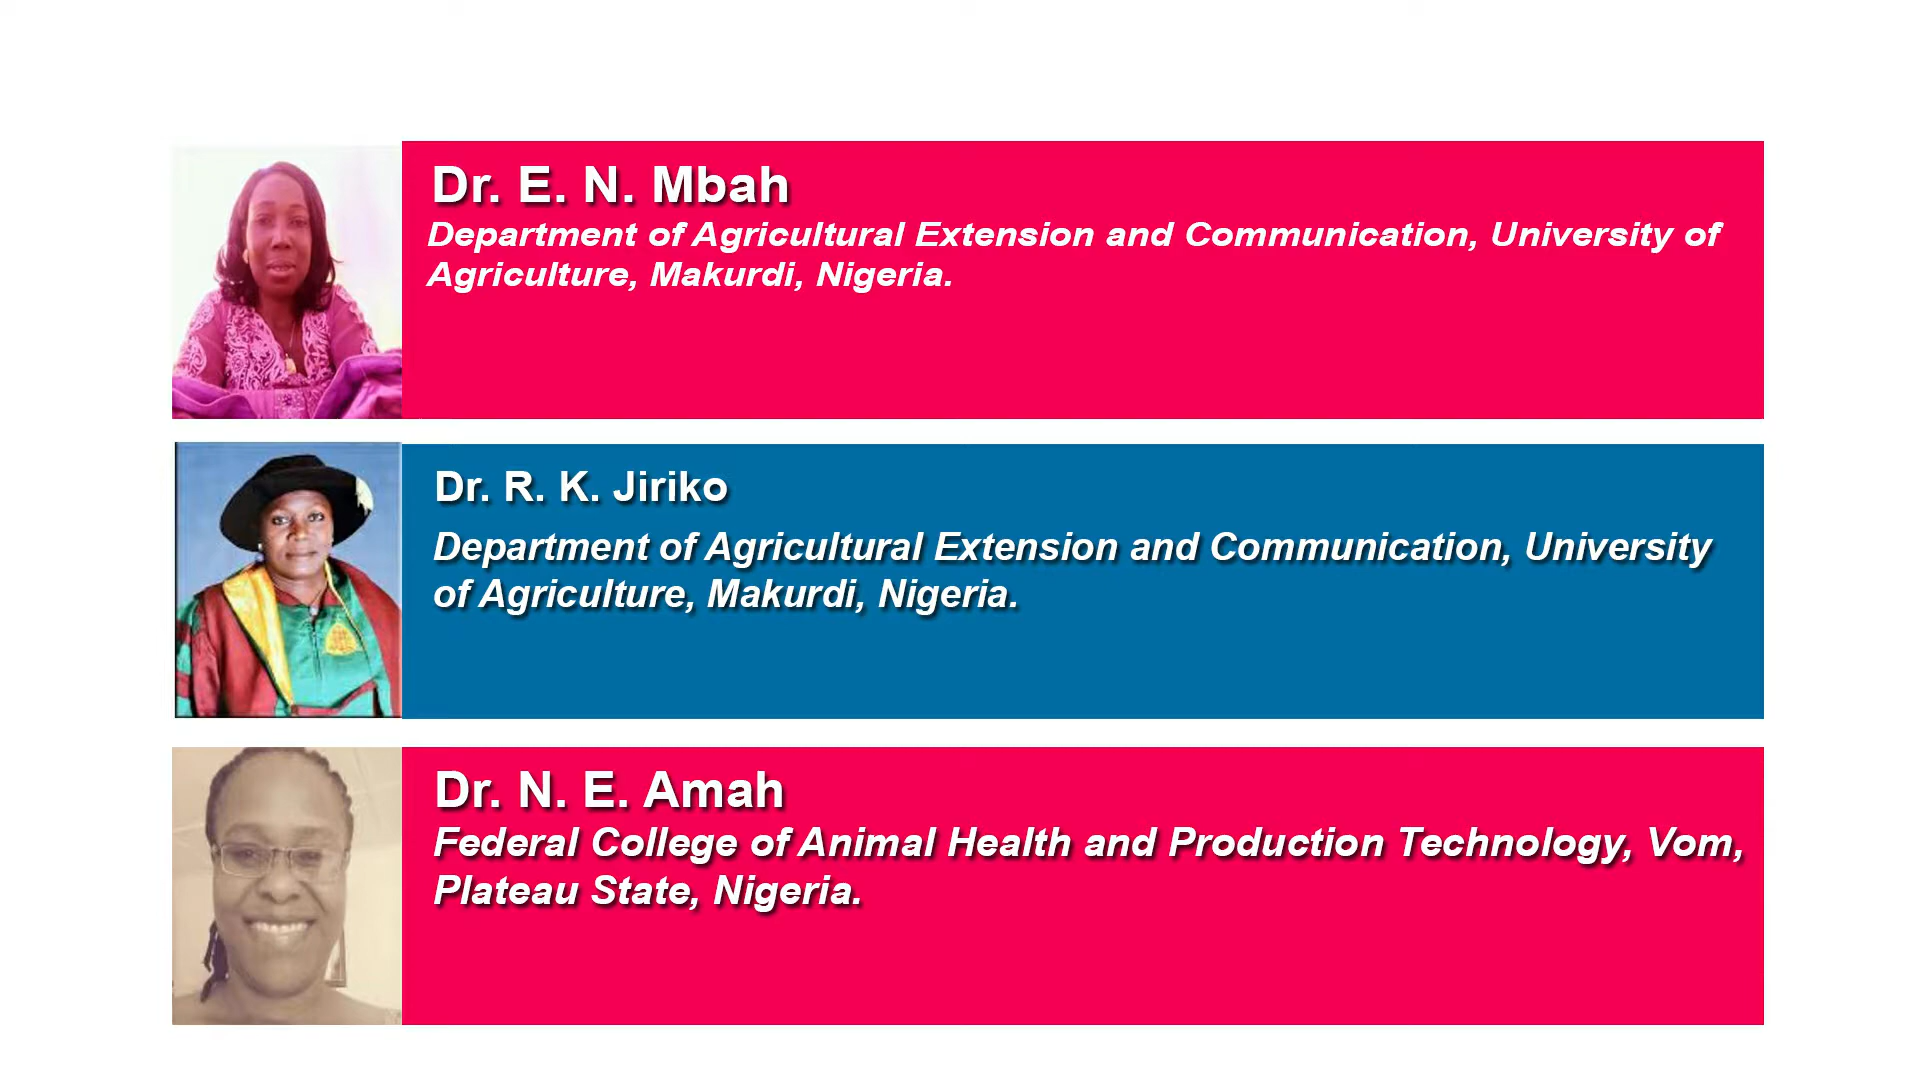 Dr. E. N. Mbah
Department of Agricultural Extension and Communication, University of
Agriculture, Makurdi, Nigeria.
Dr. R. K. Jiriko
Department of Agricultural Extension and Communication, University
of Agriculture, Makurdi, Nigeria.
Dr. N. E. Amah
Federal College of Animal Health and Production Technology, Vom,
Plateau State, Nigeria.